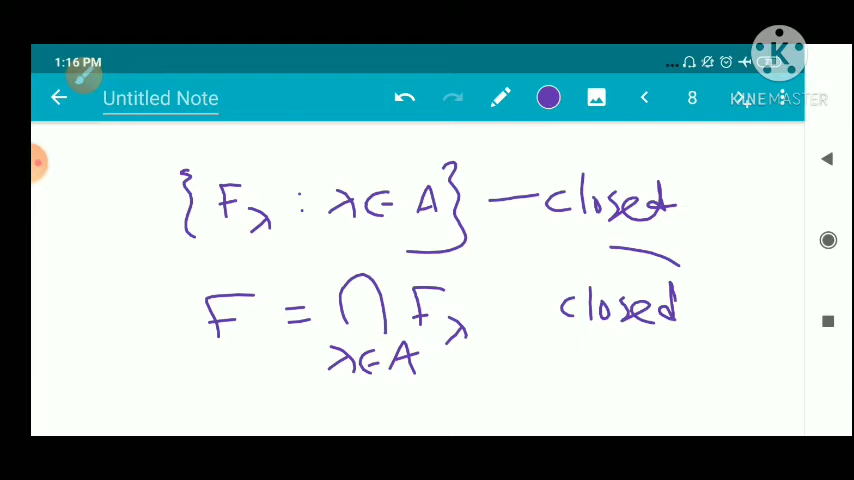 1:16 PM
Untitled Note
8
KINEMASTER
{ F_λ : λ ∈ A } — closed
F = ⋂_{λ∈A} F_λ closed